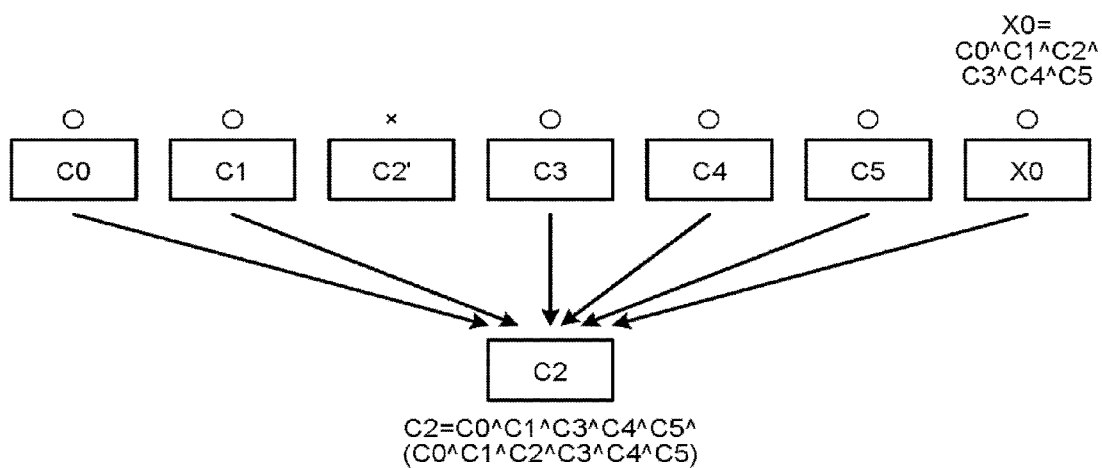 X0=
C0^C1^C2^
C3^C4^C5
○ ○ × ○ ○ ○ ○
C0 C1 C2' C3 C4 C5 X0
C2
C2=C0^C1^C3^C4^C5^
(C0^C1^C2^C3^C4^C5)